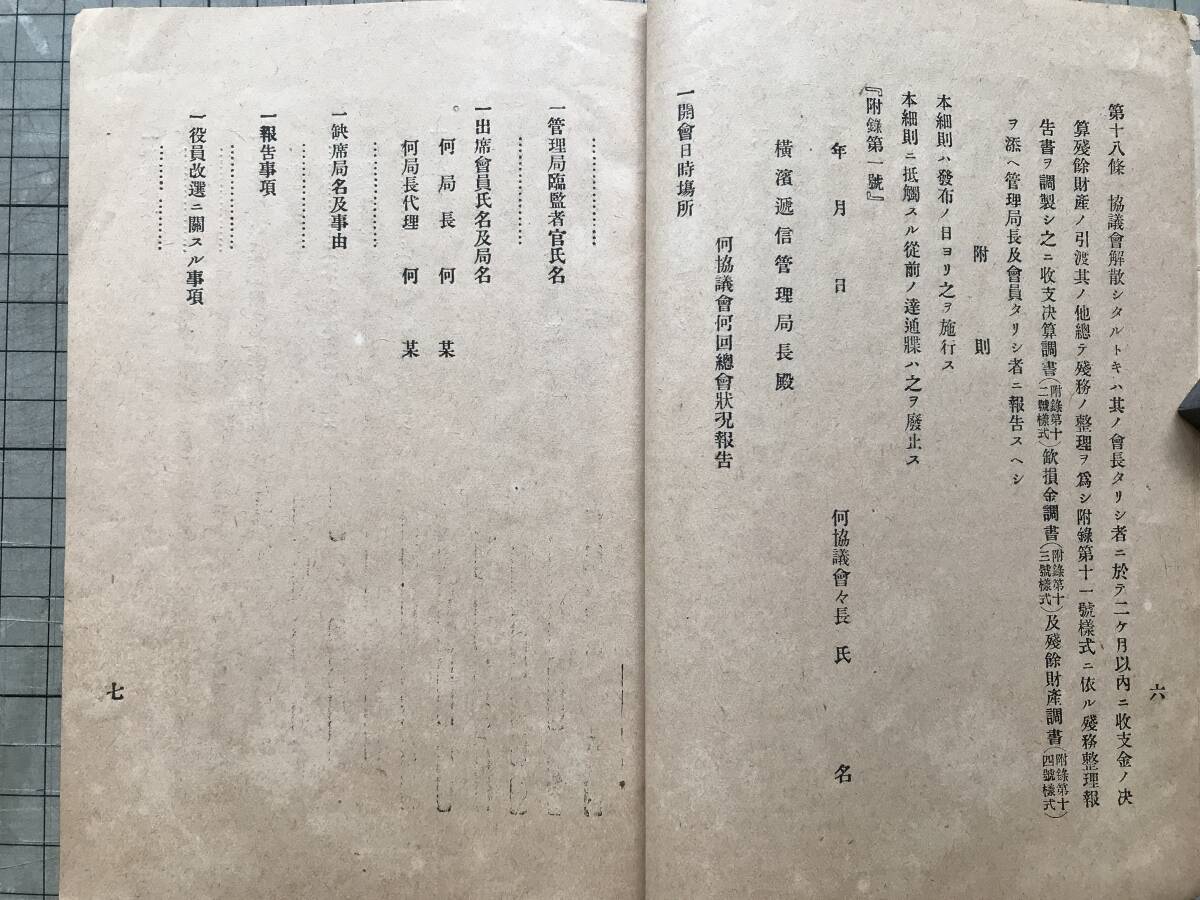 第十八條 協議會解散シタルトキハ其ノ會長タリシ者ニ於テ二ケ月以內ニ收支金ノ決
算殘餘財產ノ引渡其ノ他總テ殘務ノ整理ヲ爲シ附錄第十一號樣式ニ依ル殘務整理報
告書ヲ調製シ之ニ收支決算調書(附錄第十二號樣式)缺損金調書(附錄第十三號樣式)及殘餘財產調書(附錄第十四號樣式)
ヲ添ヘ管理局長及會員タリシ者ニ報告スヘシ
附 則
本細則ハ發布ノ日ヨリ之ヲ施行ス
本細則ニ抵觸スル從前ノ達通牒ハ之ヲ廢止ス
『附錄第一號』
年 月 日 何協議會々長 氏 名
橫濱遞信管理局長殿
何協議會何回總會狀況報告
一開會日時場所
六
…………………
一管理局臨監者官氏名
…………………
一出席會員氏名及局名
。何局長 何 某
何局長代理 何 某
…………………
一缺席局名及事由
…………………
一報吿事項
…………………
一役員改選ニ關スル事項
…………………
七